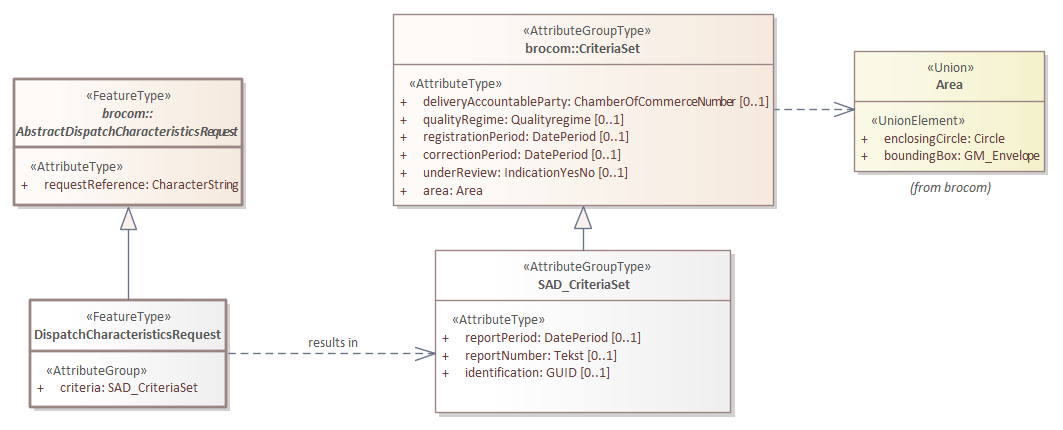 «FeatureType»
brocom::
AbstractDispatchCharacteristicsRequest
«AttributeType»
+ requestReference: CharacterString
«AttributeGroupType»
brocom::CriteriaSet
«AttributeType»
+ deliveryAccountableParty: ChamberOfCommerceNumber [0..1]
+ qualityRegime: Qualityregime [0..1]
+ registrationPeriod: DatePeriod [0..1]
+ correctionPeriod: DatePeriod [0..1]
+ underReview: IndicationYesNo [0..1]
+ area: Area
«Union»
Area
«UnionElement»
+ enclosingCircle: Circle
+ boundingBox: GM_Envelope
(from brocom)
«FeatureType»
DispatchCharacteristicsRequest
«AttributeGroup»
+ criteria: SAD_CriteriaSet
results in
«AttributeGroupType»
SAD_CriteriaSet
«AttributeType»
+ reportPeriod: DatePeriod [0..1]
+ reportNumber: Tekst [0..1]
+ identification: GUID [0..1]